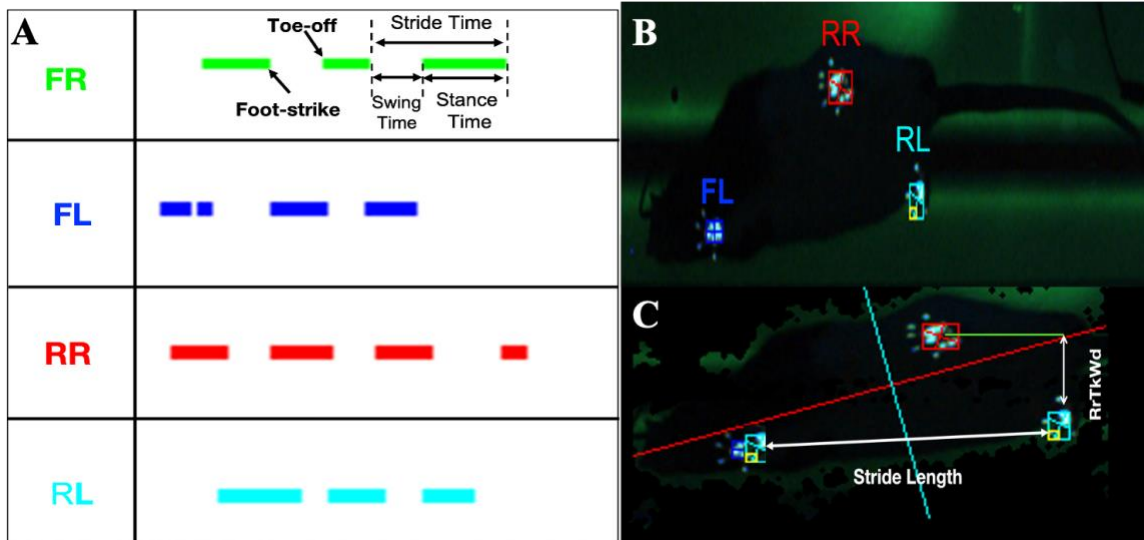 A
FR
Toe-off
Foot-strike
Stride Time
Swing
Time
Stance
Time
FL
RR
RL
B
RR
RL
FL
C
RrTkWd
Stride Length